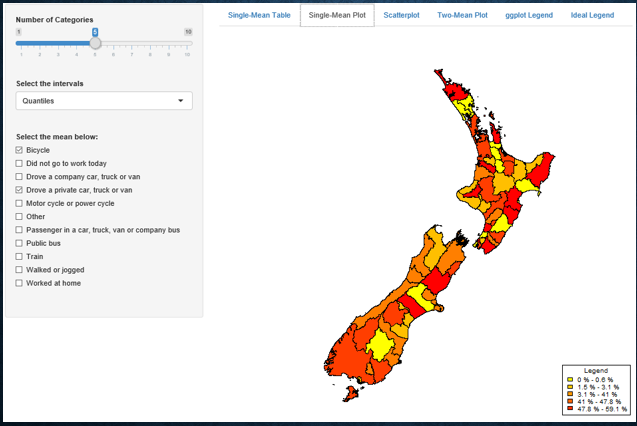 Number of Categories
1 5 10
1 2 3 4 5 6 7 8 9 10
Select the intervals
Quantiles
Select the mean below:
Bicycle
Did not go to work today
Drove a company car, truck or van
Drove a private car, truck or van
Motor cycle or power cycle
Other
Passenger in a car, truck, van or company bus
Public bus
Train
Walked or jogged
Worked at home
Single-Mean Table Single-Mean Plot Scatterplot Two-Mean Plot ggplot Legend Ideal Legend
Legend
0 % - 0.6 %
1.5 % - 3.1 %
3.1 % - 41 %
41 % - 47.8 %
47.8 % - 59.1 %